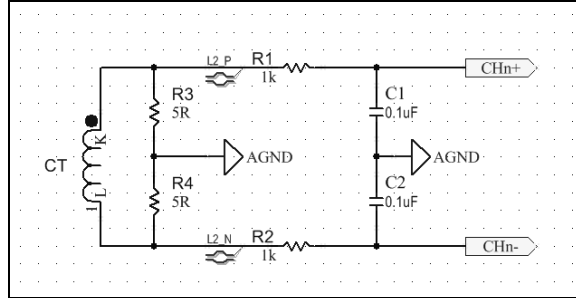 L2_P
R1
1k
CHn+
R3
5R
C1
0.1uF
K
CT
AGND
AGND
R4
5R
C2
0.1uF
L
1
L2_N
R2
1k
CHn-